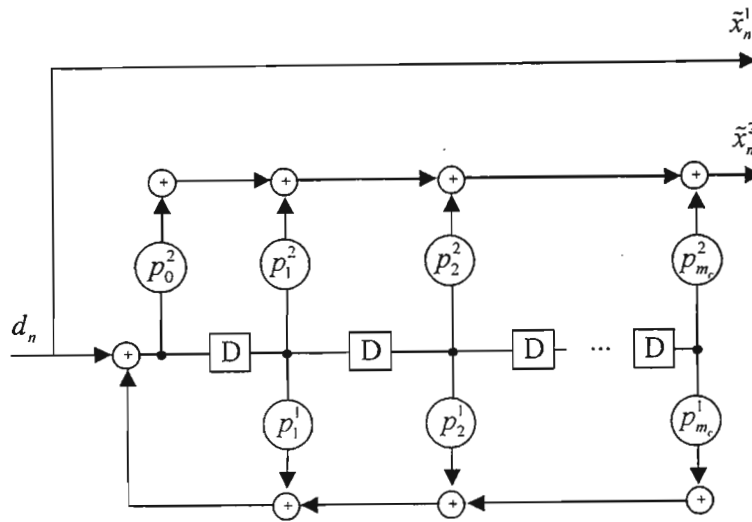 x̃ₙ¹
x̃ₙ²
+ + + +
p₀² p₁² p₂² p_{m_c}²
dₙ
+ D D D ... D
p₁¹ p₂¹ p_{m_c}¹
+ + +